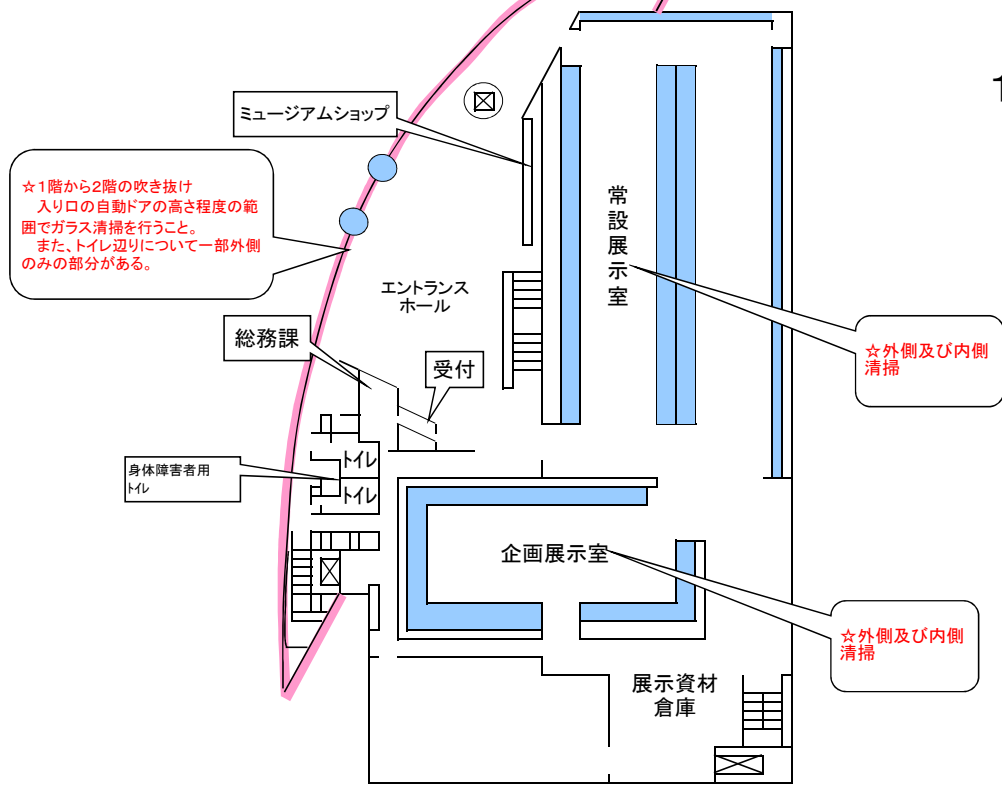 1
ミュージアムショップ
☆1階から2階の吹き抜け
入り口の自動ドアの高さ程度の範
囲でガラス清掃を行うこと。
また、トイレ辺りについて一部外側
のみの部分がある。
常設展示室
エントランス
ホール
総務課
受付
☆外側及び内側
清掃
トイレ
身体障害者用
トイレ
トイレ
企画展示室
☆外側及び内側
清掃
展示資材
倉庫